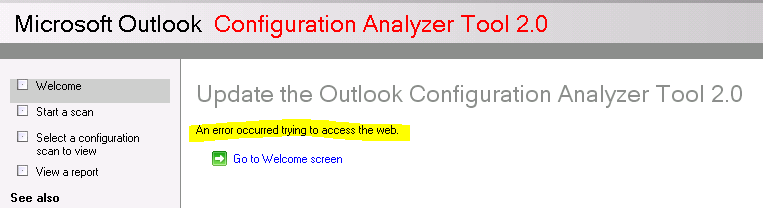 Microsoft Outlook Configuration Analyzer Tool 2.0
Welcome
Start a scan
Select a configuration
scan to view
View a report
See also
Update the Outlook Configuration Analyzer Tool 2.0
An error occurred trying to access the web.
Go to Welcome screen